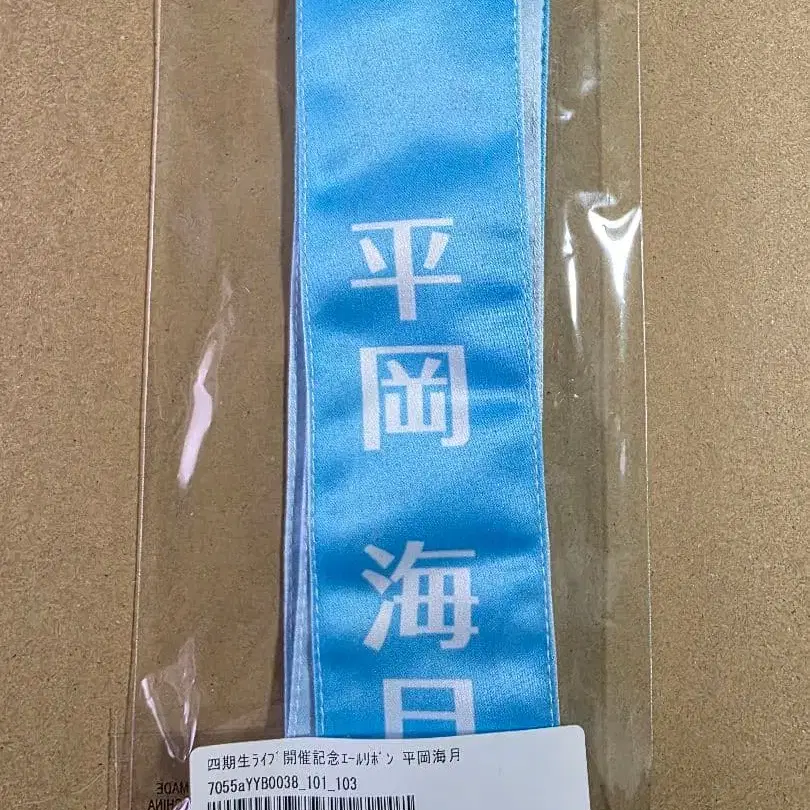 平岡 海月
四期生ﾗｲﾌﾞ開催記念ｴｰﾙﾘﾎﾞﾝ 平岡海月
7055aYYB0038_101_103
MADE
CHINA